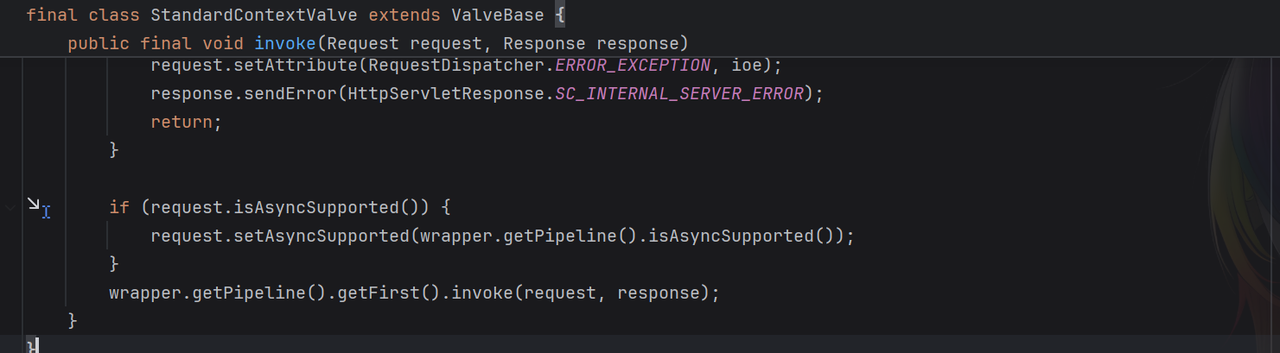 final class StandardContextValve extends ValveBase {
public final void invoke(Request request, Response response)
request.setAttribute(RequestDispatcher.ERROR_EXCEPTION, ioe);
response.sendError(HttpServletResponse.SC_INTERNAL_SERVER_ERROR);
return;
}
if (request.isAsyncSupported()) {
request.setAsyncSupported(wrapper.getPipeline().isAsyncSupported());
}
wrapper.getPipeline().getFirst().invoke(request, response);
}
}